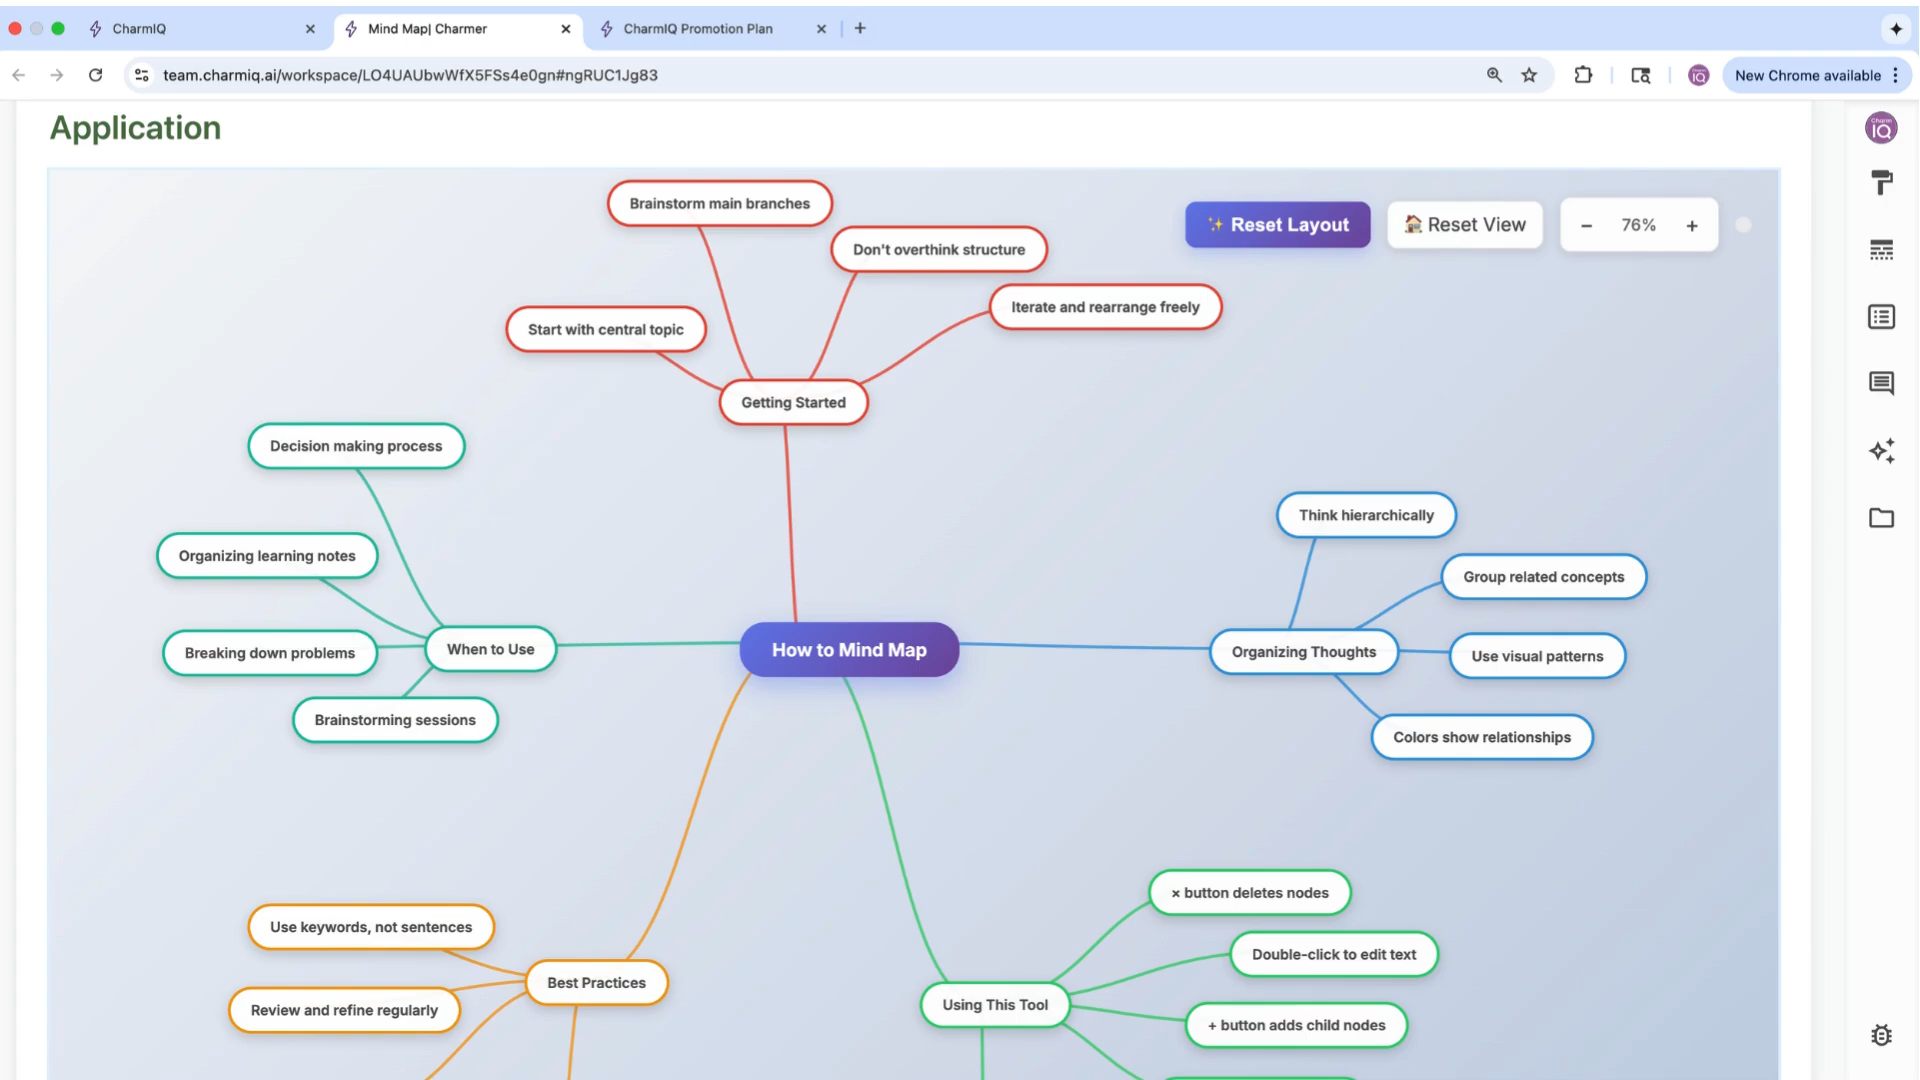 CharmIQ
Mind Map| Charmer
CharmIQ Promotion Plan
team.charmiq.ai/workspace/LO4UAUbwWfX5FSs4e0gn#ngRUC1Jg83
New Chrome available
Application
Charm IQ
Reset Layout
Reset View
− 76% +
Brainstorm main branches
Don't overthink structure
Iterate and rearrange freely
Start with central topic
Getting Started
Decision making process
Organizing learning notes
Breaking down problems
Brainstorming sessions
When to Use
How to Mind Map
Think hierarchically
Group related concepts
Organizing Thoughts
Use visual patterns
Colors show relationships
Use keywords, not sentences
Best Practices
Review and refine regularly
× button deletes nodes
Double-click to edit text
Using This Tool
+ button adds child nodes